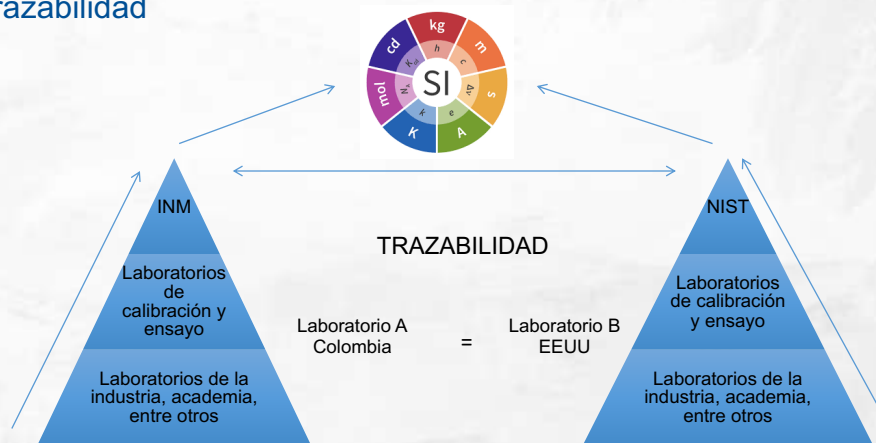 razabilidad
kg
m
s
A
K
mol
cd
h
c
Δν
e
k
N
K
SI
INM
Laboratorios
de
calibración y
ensayo
Laboratorios de la
industria, academia,
entre otros
TRAZABILIDAD
Laboratorio A
Colombia
=
Laboratorio B
EEUU
NIST
Laboratorios
de calibración
y ensayo
Laboratorios de la
industria, academia,
entre otros